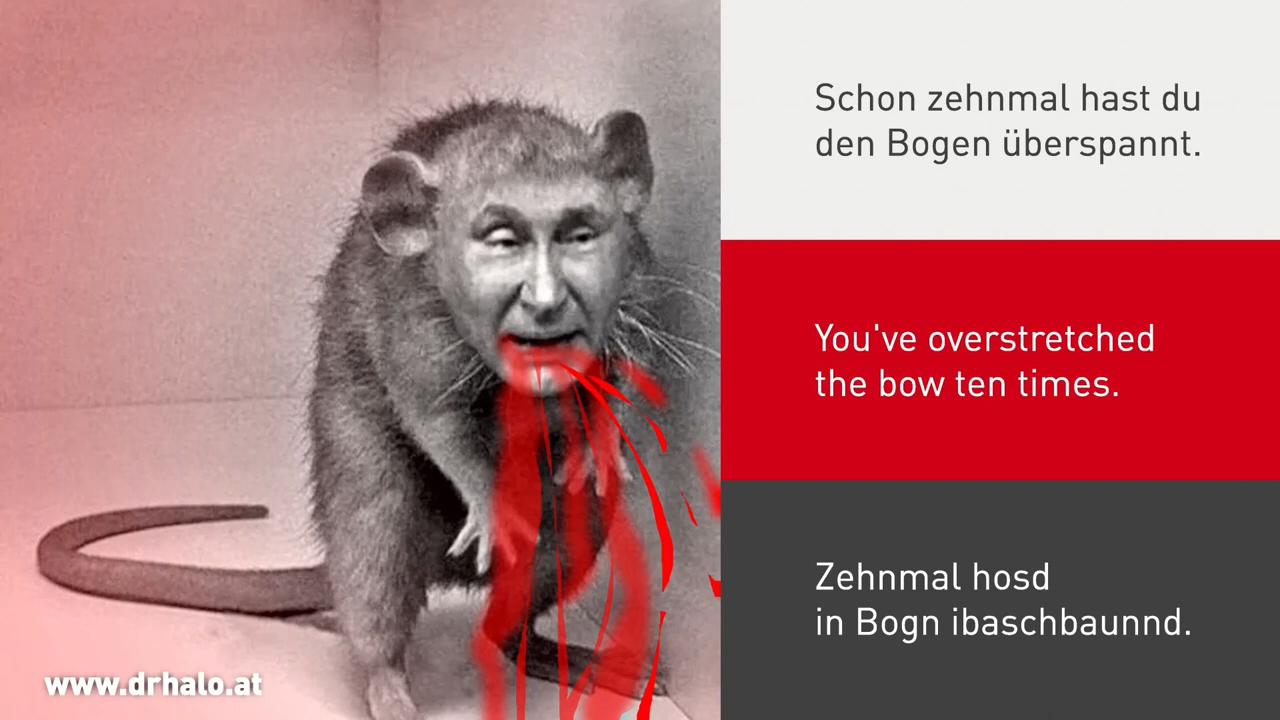 Schon zehnmal hast du
den Bogen überspannt.
You've overstretched
the bow ten times.
Zehnmal hosd
in Bogn ibaschbaunnd.
www.drhalo.at